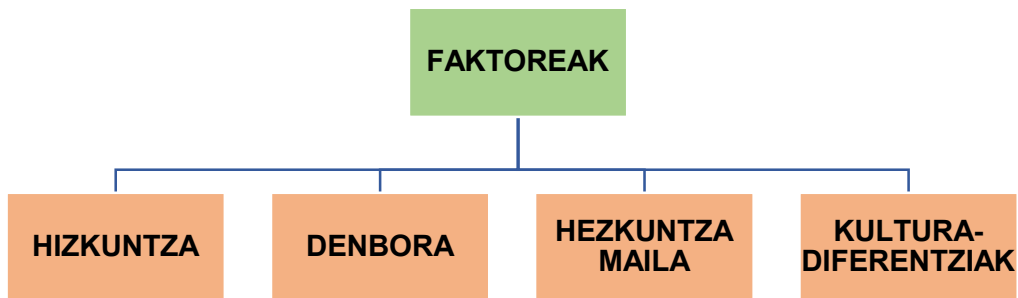 FAKTOREAK
HIZKUNTZA
DENBORA
HEZKUNTZA
MAILA
KULTURA-
DIFERENTZIAK